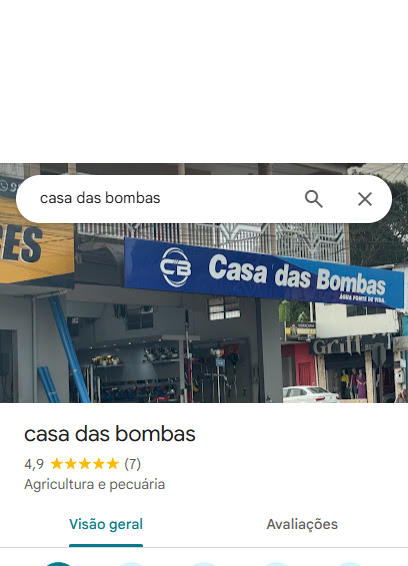 casa das bombas
ES
CB
Casa das Bombas
ÁGUA FONTE DE VIDA.
Grill
casa das bombas
4,9 (7)
Agricultura e pecuária
Visão geral
Avaliações